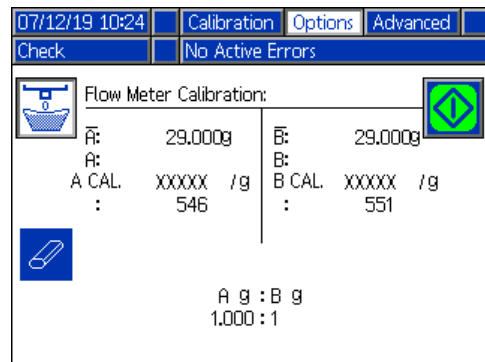 07/12/19 10:24 Calibration Options Advanced
Check No Active Errors
Flow Meter Calibration:
0
A̅: 29.000g B̅: 29.000g
A: B:
A CAL. XXXXX /g B CAL. XXXXX /g
: 546 : 551
A g : B g
1.000 : 1